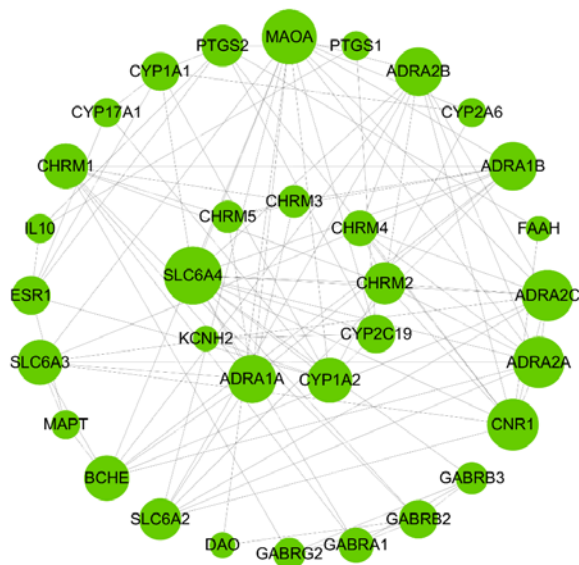 MAOA
PTGS2
PTGS1
CYP1A1
ADRA2B
CYP17A1
CYP2A6
CHRM1
ADRA1B
CHRM3
CHRM5
CHRM4
IL10
FAAH
SLC6A4
CHRM2
ESR1
ADRA2C
KCNH2
CYP2C19
SLC6A3
ADRA2A
ADRA1A
CYP1A2
MAPT
CNR1
BCHE
GABRB3
SLC6A2
GABRB2
DAO
GABRG2
GABRA1